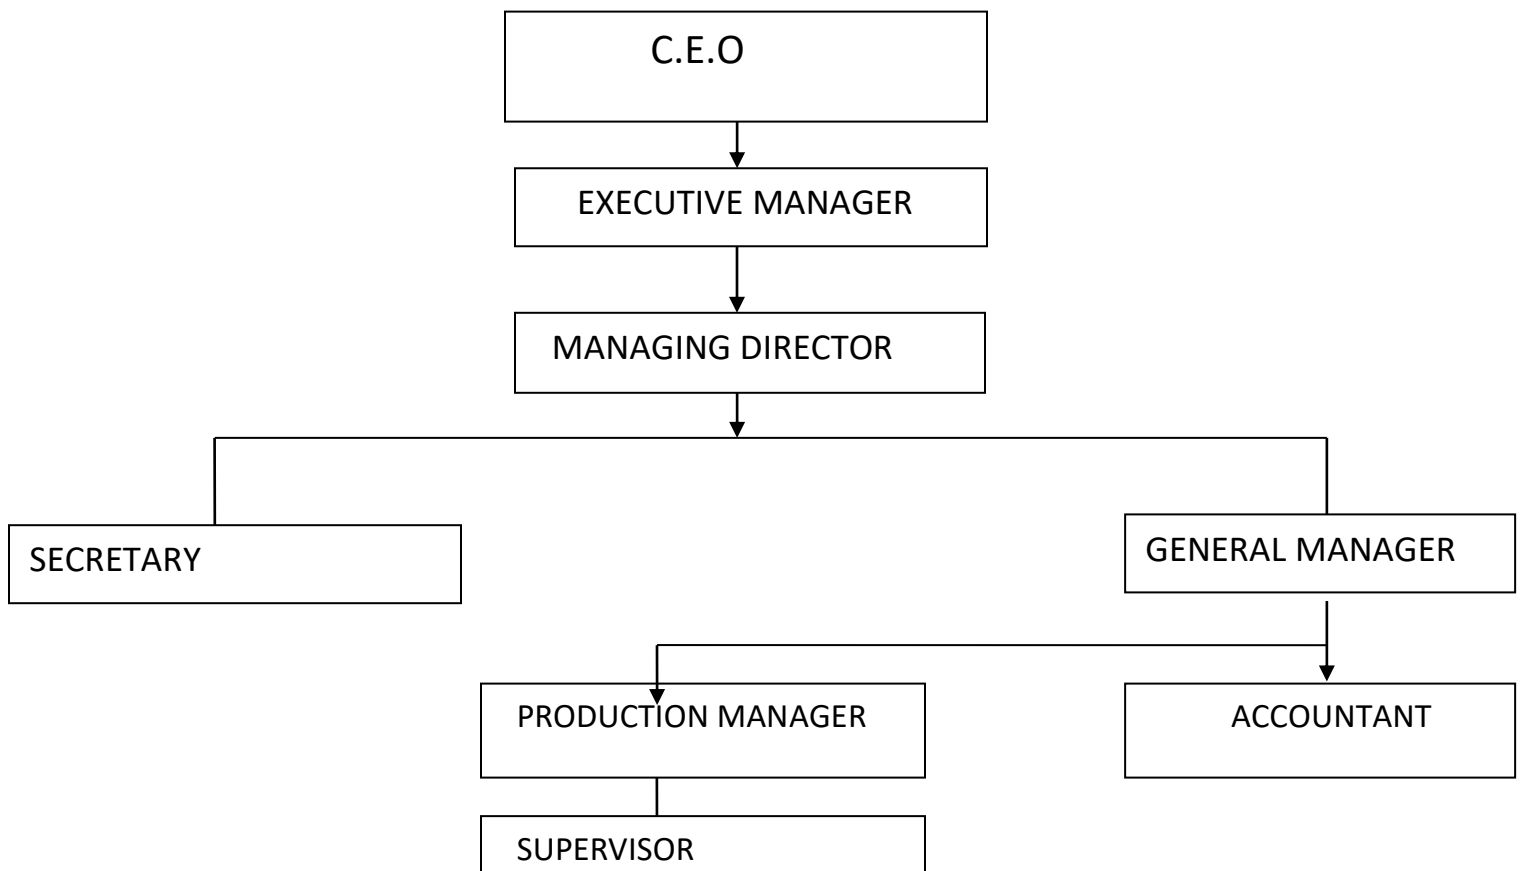 C.E.O
EXECUTIVE MANAGER
MANAGING DIRECTOR
SECRETARY
GENERAL MANAGER
PRODUCTION MANAGER
ACCOUNTANT
SUPERVISOR